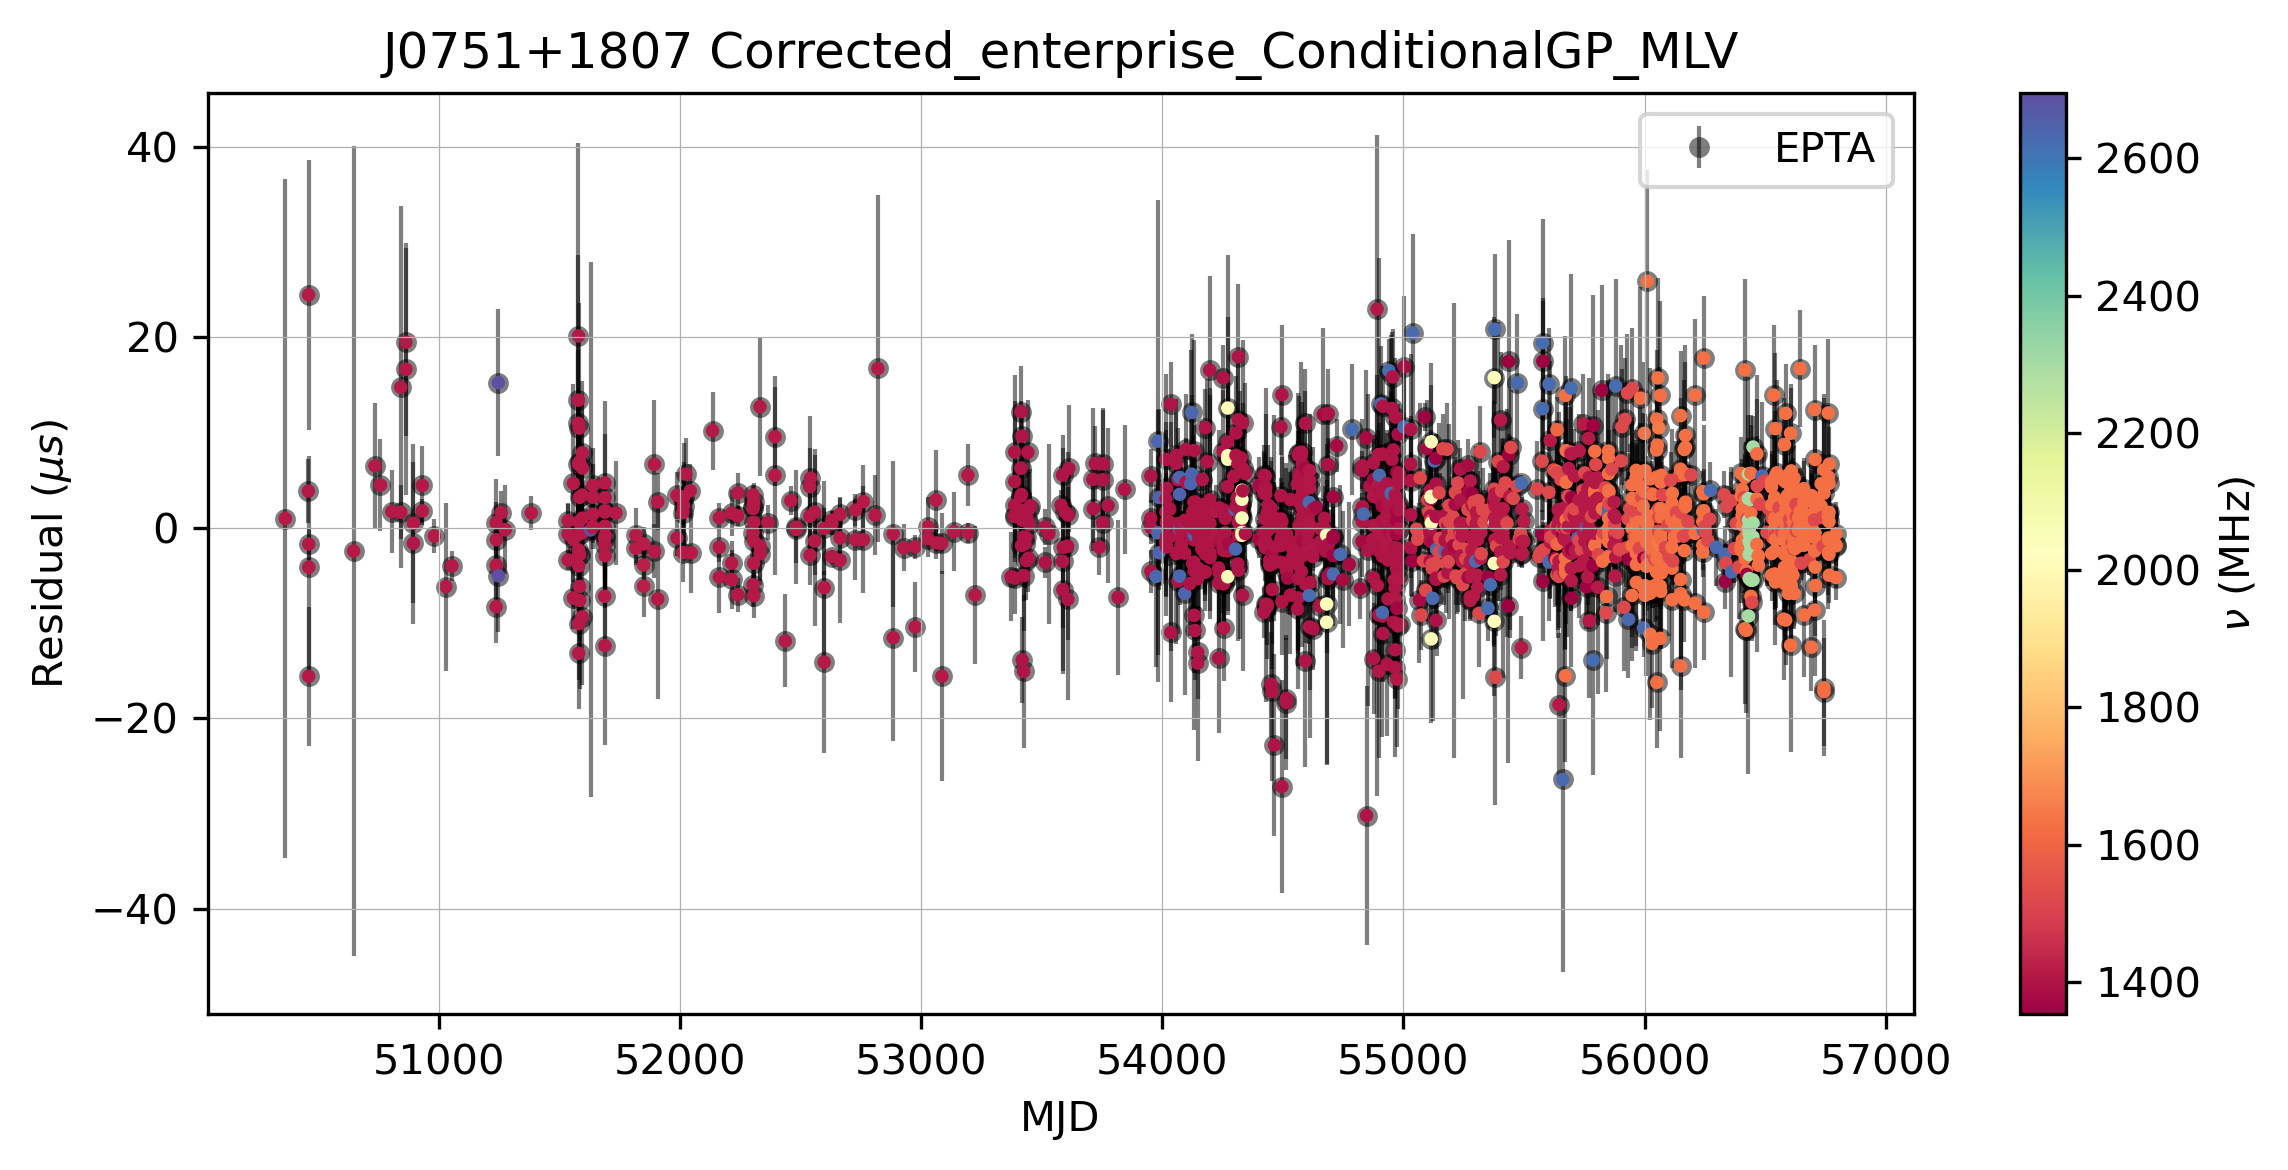 J0751+1807 Corrected_enterprise_ConditionalGP_MLV
EPTA
Residual (μs)
40
20
0
−20
−40
51000 52000 53000 54000 55000 56000 57000
MJD
2600
2400
2200
2000
1800
1600
1400
ν (MHz)